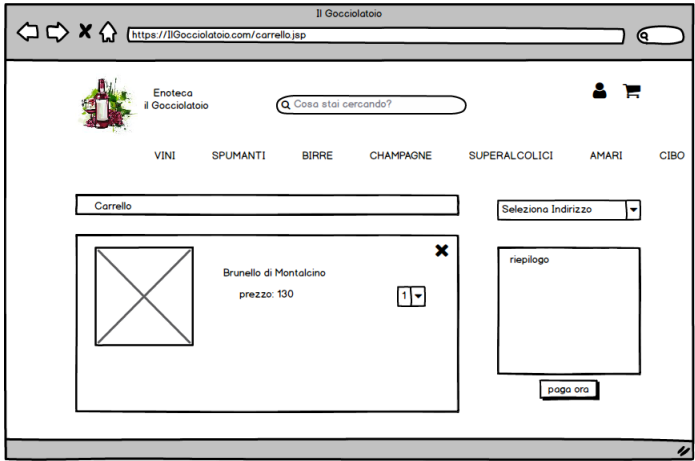 Il Gocciolatoio
https://IlGocciolatoio.com/carrello.jsp
Enoteca
il Gocciolatoio
Cosa stai cercando?
VINI SPUMANTI BIRRE CHAMPAGNE SUPERALCOLICI AMARI CIBO
Carrello
Seleziona Indirizzo
Brunello di Montalcino
prezzo: 130
1
riepilogo
paga ora